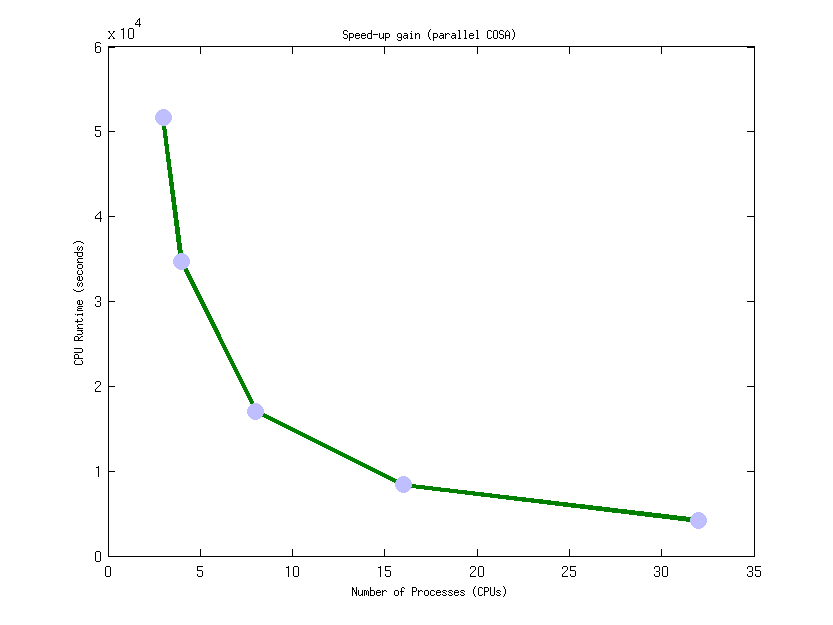 Speed-up gain (parallel COSA)
x 10^4
6
5
4
3
2
1
0
CPU Runtime (seconds)
0 5 10 15 20 25 30 35
Number of Processes (CPUs)